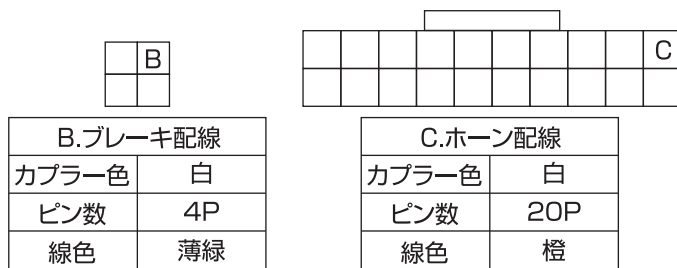 B
C
B.ブレーキ配線
カプラー色 白
ピン数 4P
線色 薄緑
C.ホーン配線
カプラー色 白
ピン数 20P
線色 橙